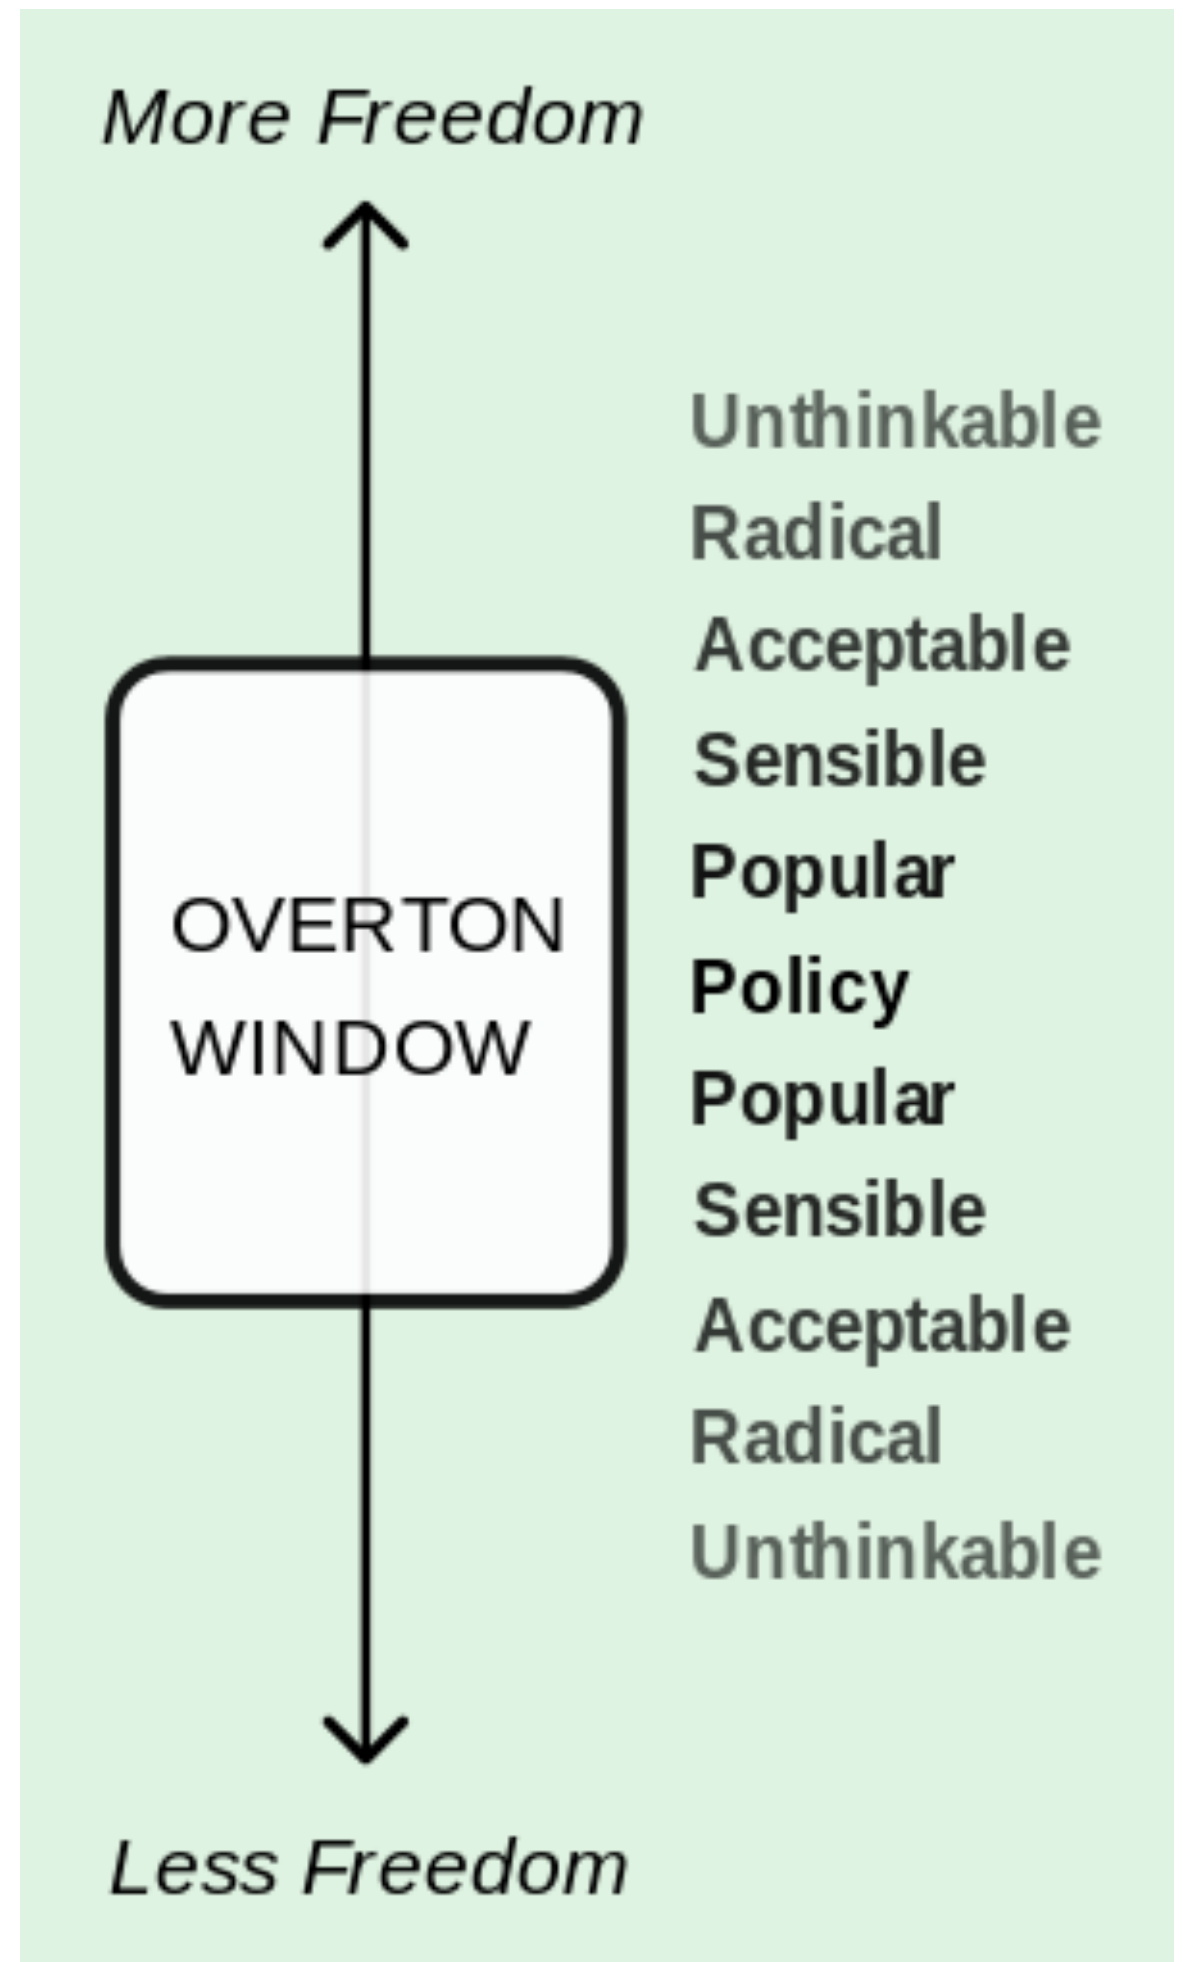 More Freedom
Unthinkable
Radical
Acceptable
Sensible
Popular
OVERTON
Policy
WINDOW
Popular
Sensible
Acceptable
Radical
Unthinkable
Less Freedom